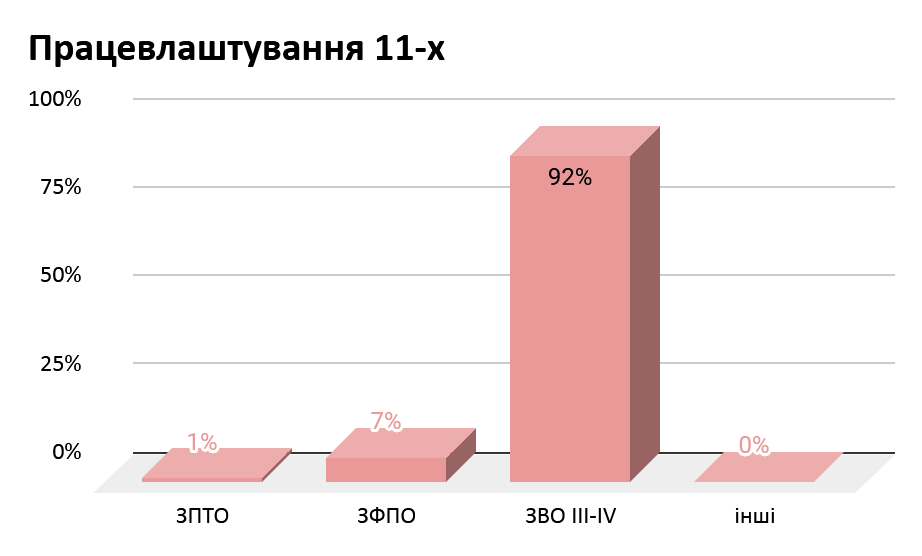 Працевлаштування 11-х
100%
75%
50%
25%
0%
1%
7%
92%
0%
ЗПТО
ЗФПО
ЗВО III-IV
інші